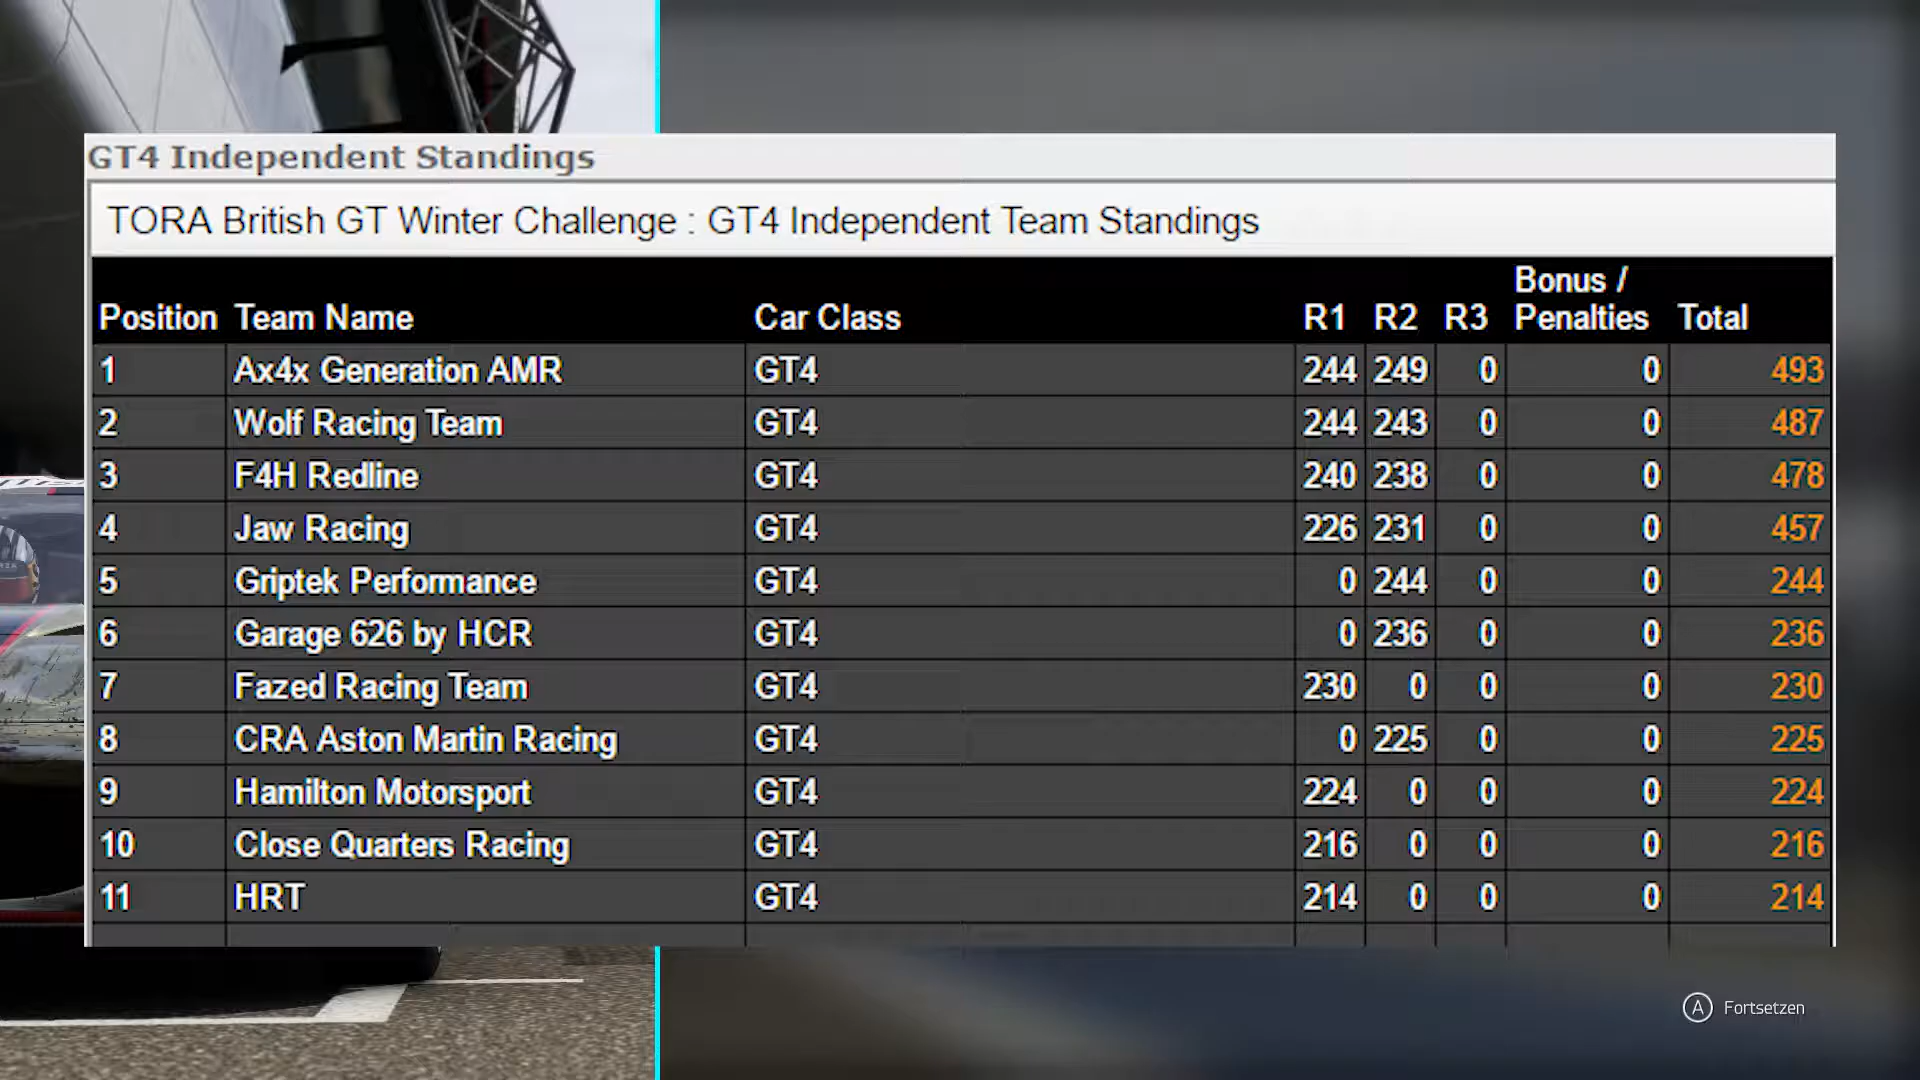 GT4 Independent Standings
TORA British GT Winter Challenge : GT4 Independent Team Standings
Position Team Name Car Class R1 R2 R3 Bonus / Penalties Total
1 Ax4x Generation AMR GT4 244 249 0 0 493
2 Wolf Racing Team GT4 244 243 0 0 487
3 F4H Redline GT4 240 238 0 0 478
4 Jaw Racing GT4 226 231 0 0 457
5 Griptek Performance GT4 0 244 0 0 244
6 Garage 626 by HCR GT4 0 236 0 0 236
7 Fazed Racing Team GT4 230 0 0 0 230
8 CRA Aston Martin Racing GT4 0 225 0 0 225
9 Hamilton Motorsport GT4 224 0 0 0 224
10 Close Quarters Racing GT4 216 0 0 0 216
11 HRT GT4 214 0 0 0 214
A Fortsetzen